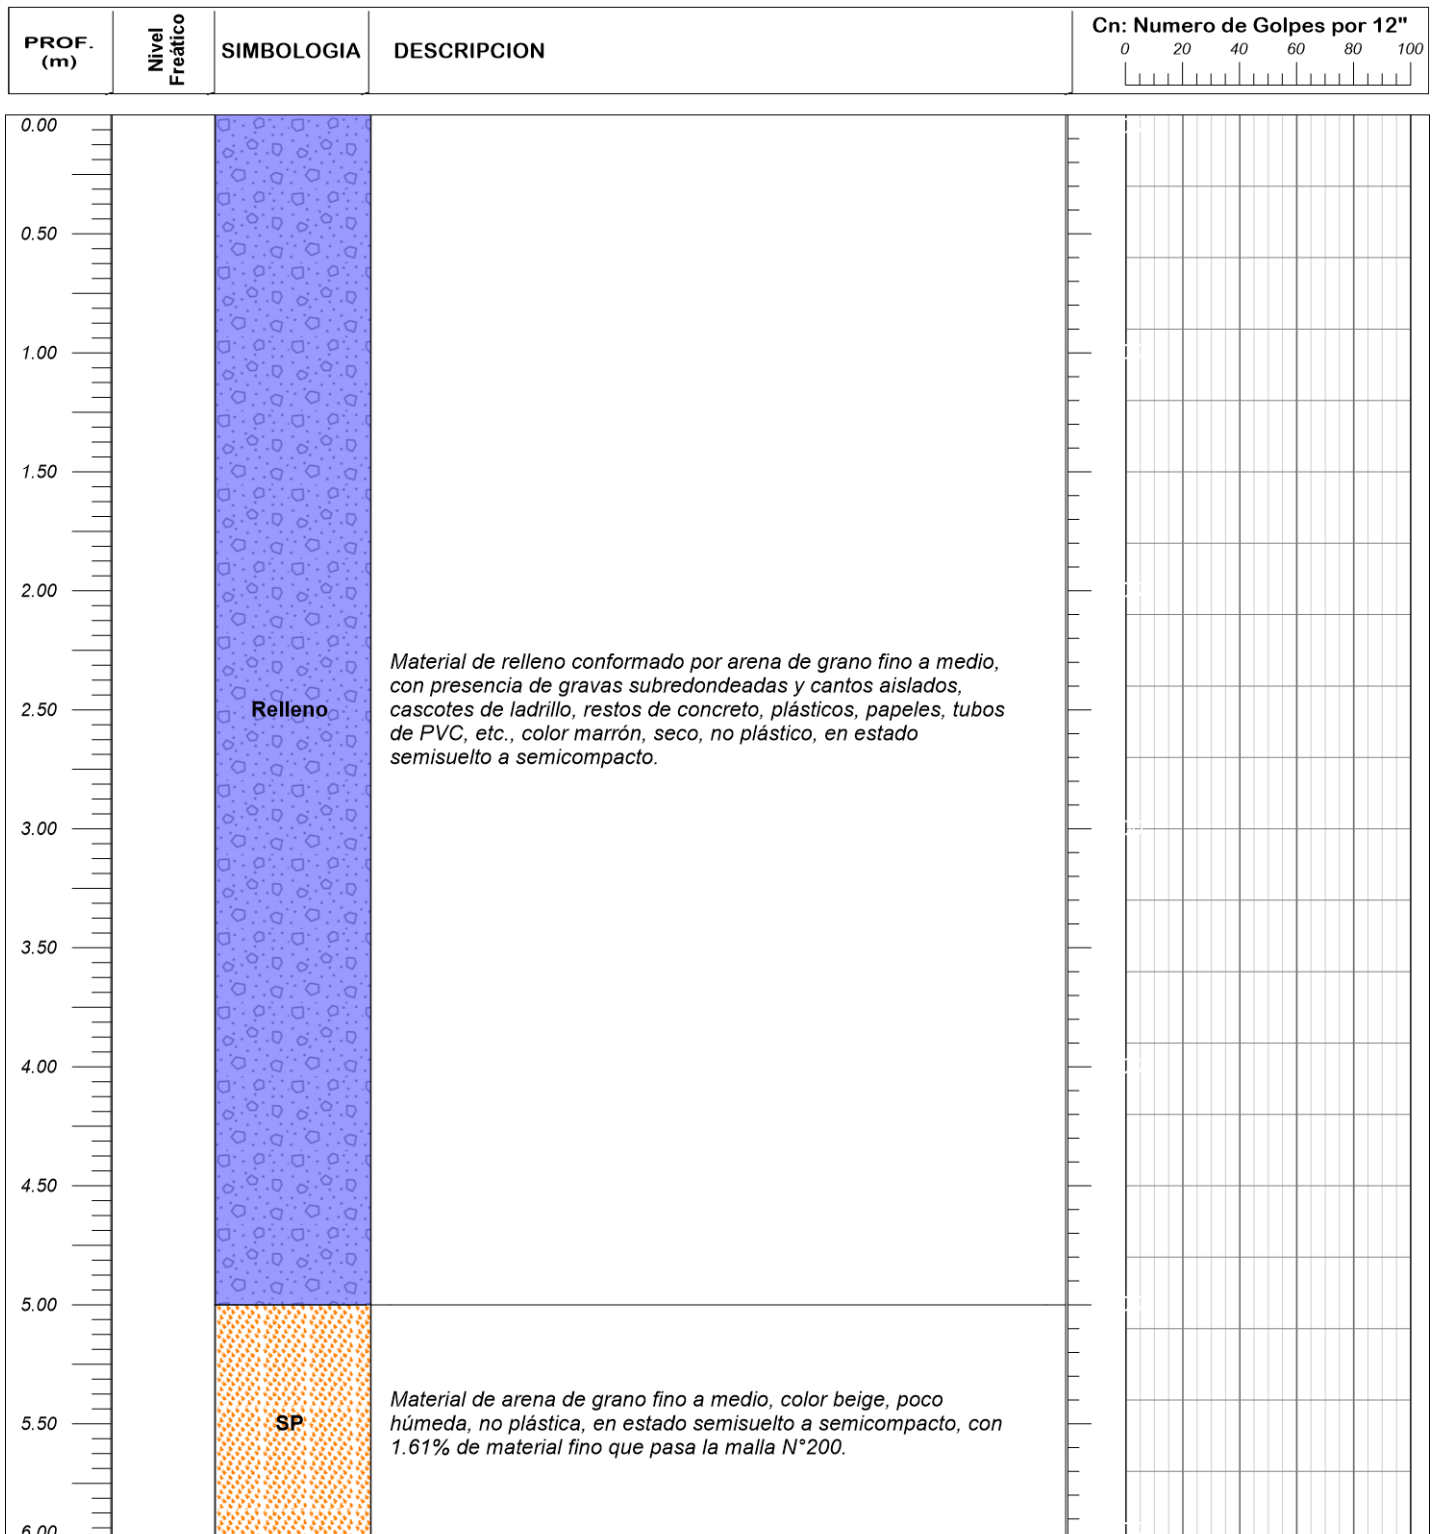 PROF.
(m)
Nivel
Freático
SIMBOLOGIA
DESCRIPCION
Cn: Numero de Golpes por 12"
0 20 40 60 80 100
0.00
0.50
1.00
1.50
2.00
2.50
Relleno
Material de relleno conformado por arena de grano fino a medio,
con presencia de gravas subredondeadas y cantos aislados,
cascotes de ladrillo, restos de concreto, plásticos, papeles, tubos
de PVC, etc., color marrón, seco, no plástico, en estado
semisuelto a semicompacto.
3.00
3.50
4.00
4.50
5.00
5.50
SP
Material de arena de grano fino a medio, color beige, poco
húmeda, no plástica, en estado semisuelto a semicompacto, con
1.61% de material fino que pasa la malla N°200.
6.00